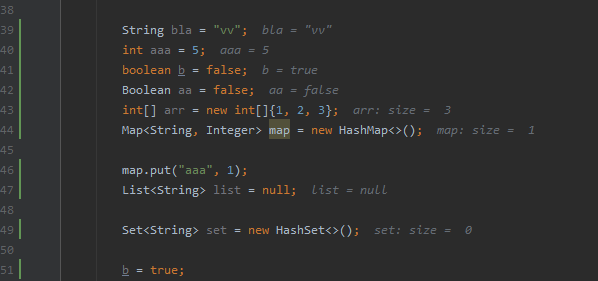 38
39 String bla = "vv"; bla = "vv"
40 int aaa = 5; aaa = 5
41 boolean b = false; b = true
42 Boolean aa = false; aa = false
43 int[] arr = new int[]{1, 2, 3}; arr: size = 3
44 Map<String, Integer> map = new HashMap<>(); map: size = 1
45
46 map.put("aaa", 1);
47 List<String> list = null; list = null
48
49 Set<String> set = new HashSet<>(); set: size = 0
50
51 b = true;